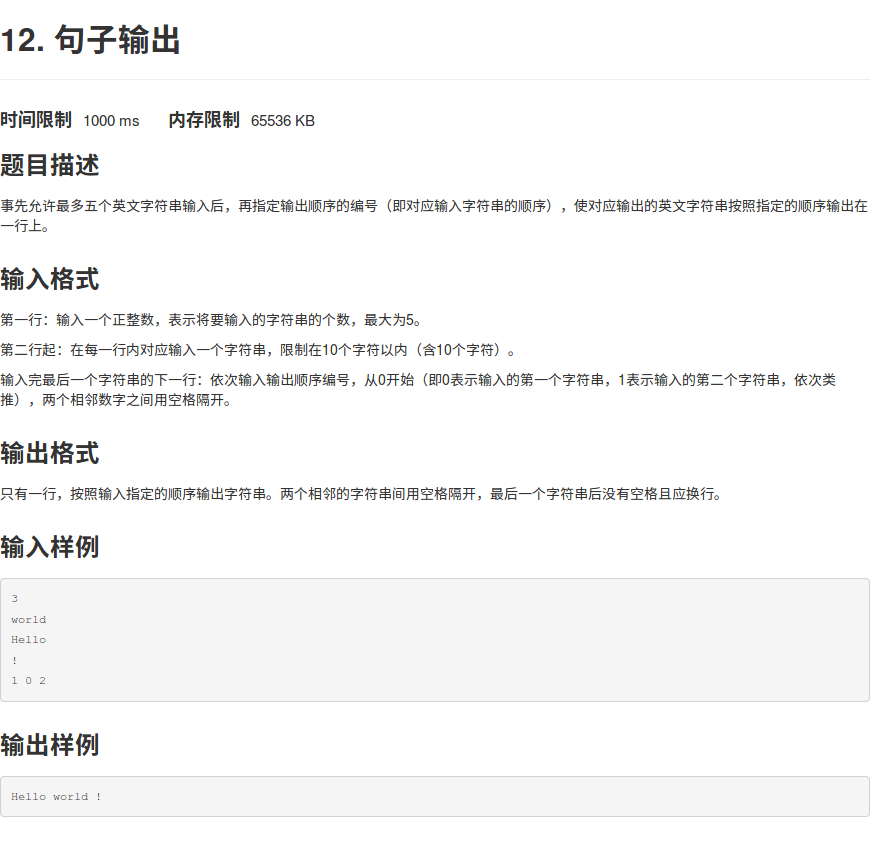 12. 句子输出
时间限制 1000 ms 内存限制 65536 KB
题目描述
事先允许最多五个英文字符串输入后，再指定输出顺序的编号（即对应输入字符串的顺序），使对应输出的英文字符串按照指定的顺序输出在
一行上。
输入格式
第一行：输入一个正整数，表示将要输入的字符串的个数，最大为5。
第二行起：在每一行内对应输入一个字符串，限制在10个字符以内（含10个字符）。
输入完最后一个字符串的下一行：依次输入输出顺序编号，从0开始（即0表示输入的第一个字符串，1表示输入的第二个字符串，依次类
推），两个相邻数字之间用空格隔开。
输出格式
只有一行，按照输入指定的顺序输出字符串。两个相邻的字符串间用空格隔开，最后一个字符串后没有空格且应换行。
输入样例
3
world
Hello
!
1 0 2
输出样例
Hello world !